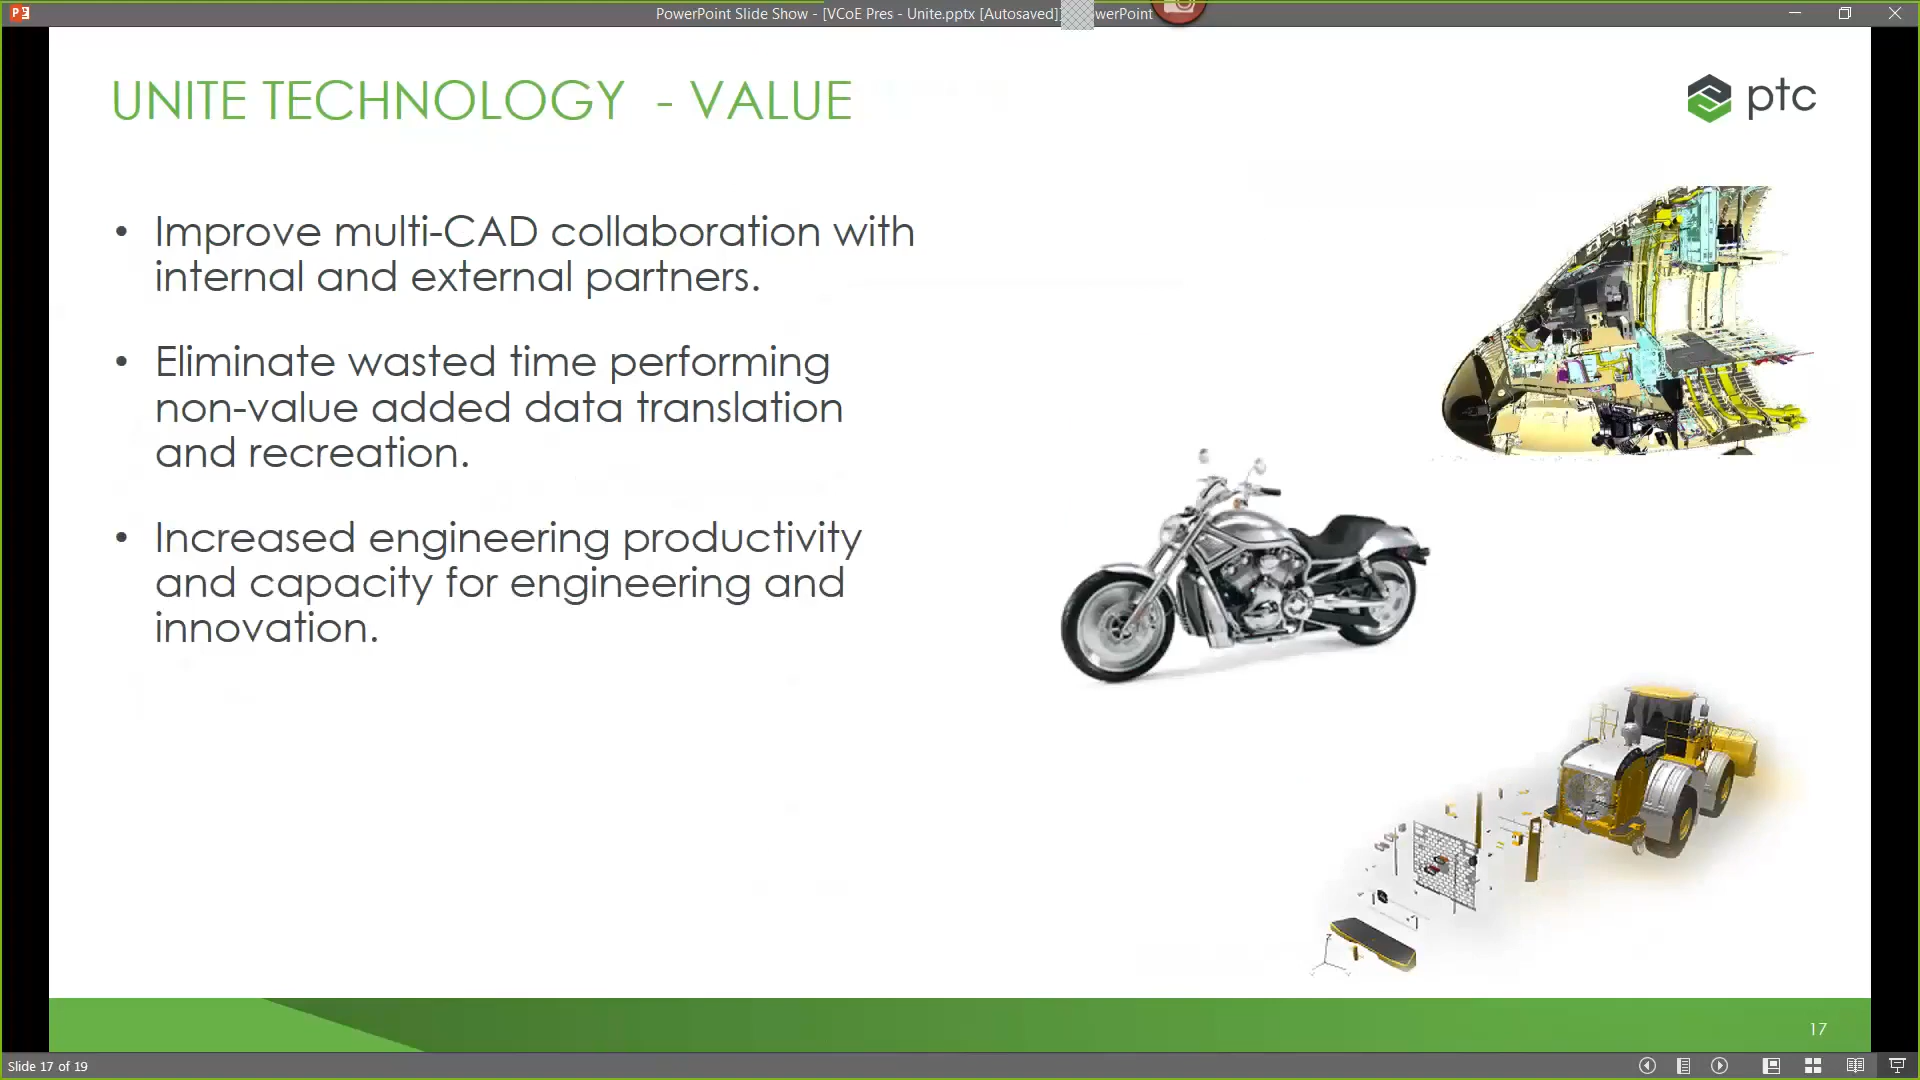 PowerPoint Slide Show - [VCoE Pres - Unite.pptx [Autosaved]] werPoint
UNITE TECHNOLOGY - VALUE
ptc
• Improve multi-CAD collaboration with
internal and external partners.
• Eliminate wasted time performing
non-value added data translation
and recreation.
• Increased engineering productivity
and capacity for engineering and
innovation.
17
Slide 17 of 19